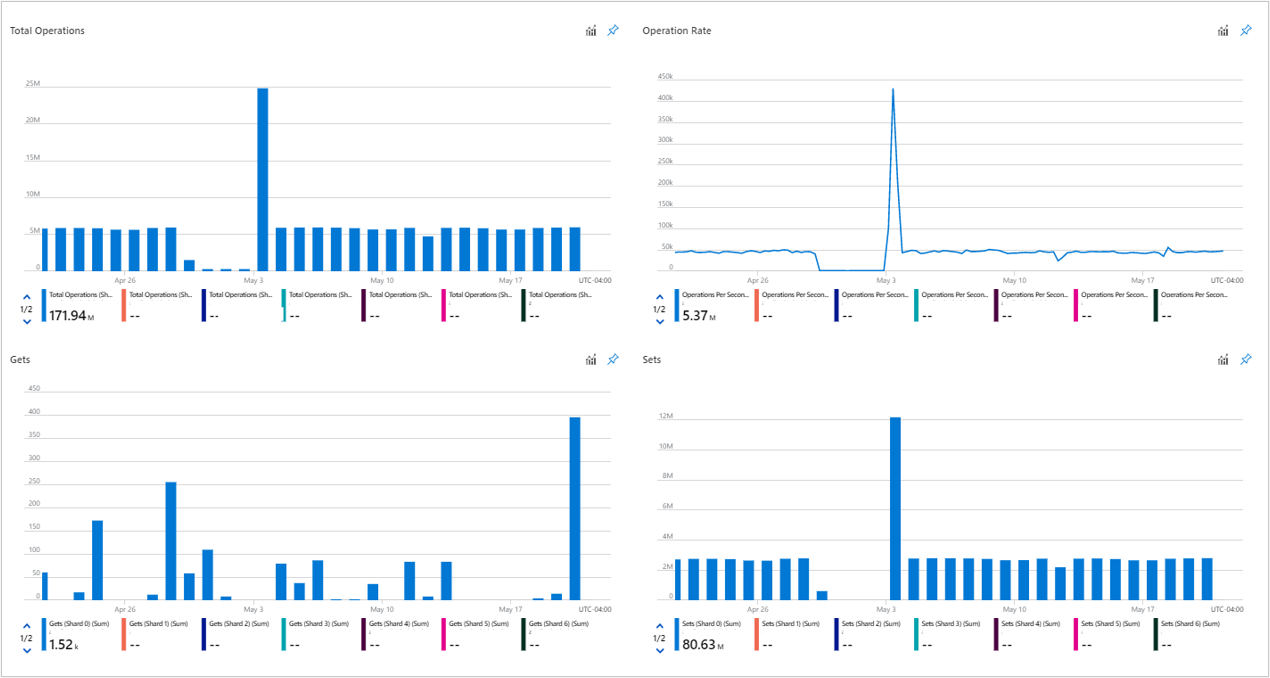 Total Operations
25M
20M
15M
10M
5M
0
Apr 26 May 3 May 10 May 17 UTC-04:00
1/2
Total Operations (Sh... Total Operations (Sh... Total Operations (Sh... Total Operations (Sh... Total Operations (Sh... Total Operations (Sh... Total Operations (Sh...
171.94 M -- -- -- -- -- --
Operation Rate
450k
400k
350k
300k
250k
200k
150k
100k
50k
0
Apr 26 May 3 May 10 May 17 UTC-04:00
1/2
Operations Per Secon... Operations Per Secon... Operations Per Secon... Operations Per Secon... Operations Per Secon... Operations Per Secon... Operations Per Secon...
5.37 M -- -- -- -- -- --
Gets
450
400
350
300
250
200
150
100
50
0
Apr 26 May 3 May 10 May 17 UTC-04:00
1/2
Gets (Shard 0) (Sum) Gets (Shard 1) (Sum) Gets (Shard 2) (Sum) Gets (Shard 3) (Sum) Gets (Shard 4) (Sum) Gets (Shard 5) (Sum) Gets (Shard 6) (Sum)
1.52 k -- -- -- -- -- --
Sets
12M
10M
8M
6M
4M
2M
0
Apr 26 May 3 May 10 May 17 UTC-04:00
1/2
Sets (Shard 0) (Sum) Sets (Shard 1) (Sum) Sets (Shard 2) (Sum) Sets (Shard 3) (Sum) Sets (Shard 4) (Sum) Sets (Shard 5) (Sum) Sets (Shard 6) (Sum)
80.63 M -- -- -- -- -- --